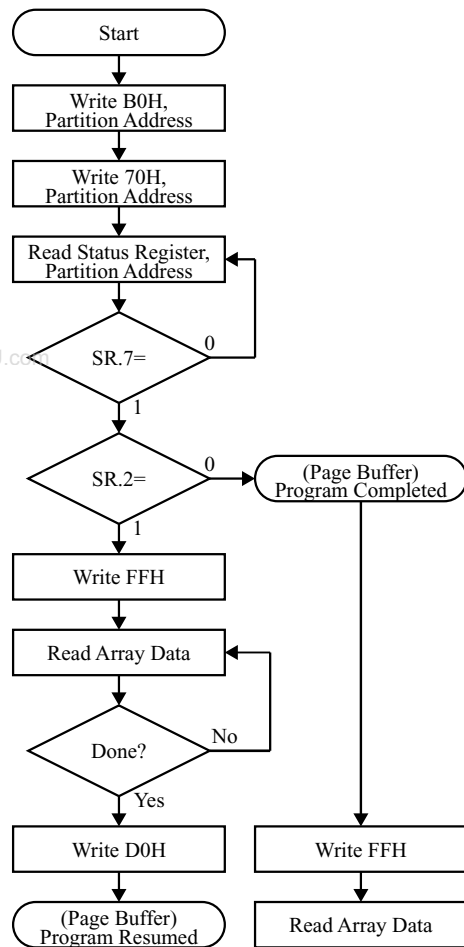 Start
Write B0H,
Partition Address
Write 70H,
Partition Address
Read Status Register,
Partition Address
SR.7=
0
1
SR.2=
0
(Page Buffer)
Program Completed
1
Write FFH
Read Array Data
Done?
No
Yes
Write D0H
Write FFH
(Page Buffer)
Program Resumed
Read Array Data